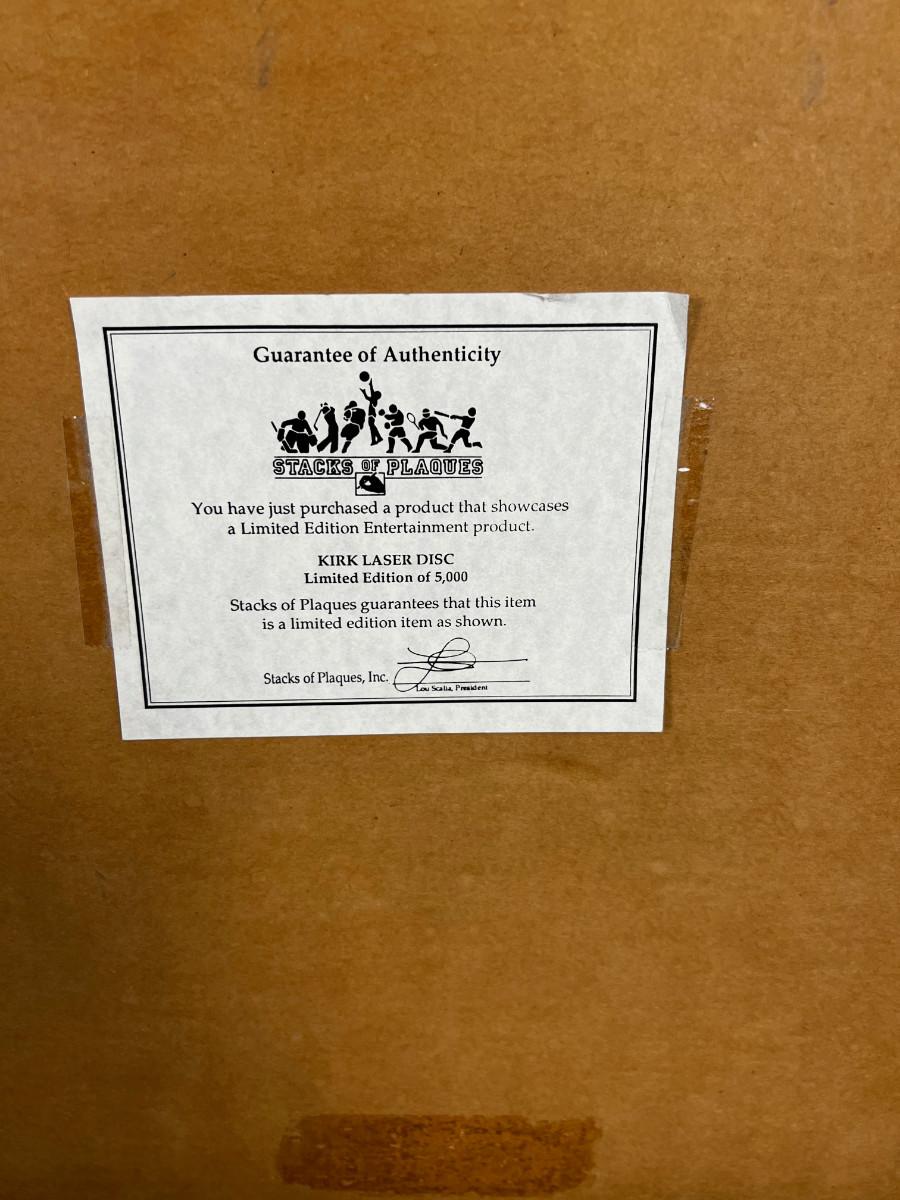 Guarantee of Authenticity
STACKS OF PLAQUES
You have just purchased a product that showcases
a Limited Edition Entertainment product.
KIRK LASER DISC
Limited Edition of 5,000
Stacks of Plaques guarantees that this item
is a limited edition item as shown.
Stacks of Plaques, Inc.
Lou Scalia, President